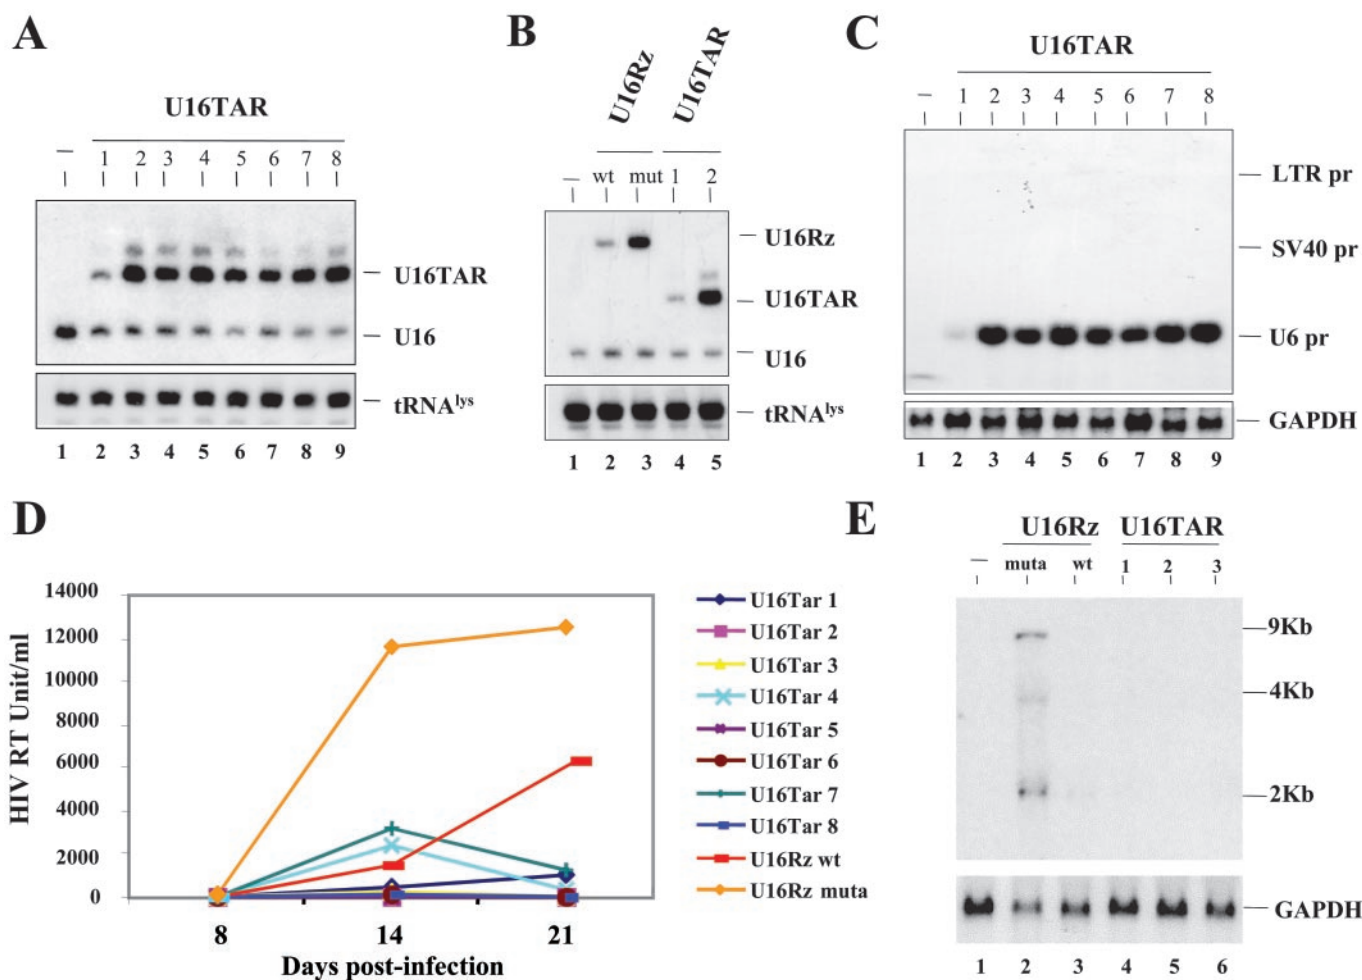 A
U16TAR
— 1 2 3 4 5 6 7 8
U16TAR
U16
tRNAlys
1 2 3 4 5 6 7 8 9
B
U16Rz U16TAR
— wt mut 1 2
U16Rz
U16TAR
U16
tRNAlys
1 2 3 4 5
C
U16TAR
— 1 2 3 4 5 6 7 8
LTR pr
SV40 pr
U6 pr
GAPDH
1 2 3 4 5 6 7 8 9
D
HIV RT Unit/ml
14000
12000
10000
8000
6000
4000
2000
0
8 14 21
Days post-infection
U16Tar 1
U16Tar 2
U16Tar 3
U16Tar 4
U16Tar 5
U16Tar 6
U16Tar 7
U16Tar 8
U16Rz wt
U16Rz muta
E
U16Rz U16TAR
— muta wt 1 2 3
9Kb
4Kb
2Kb
GAPDH
1 2 3 4 5 6